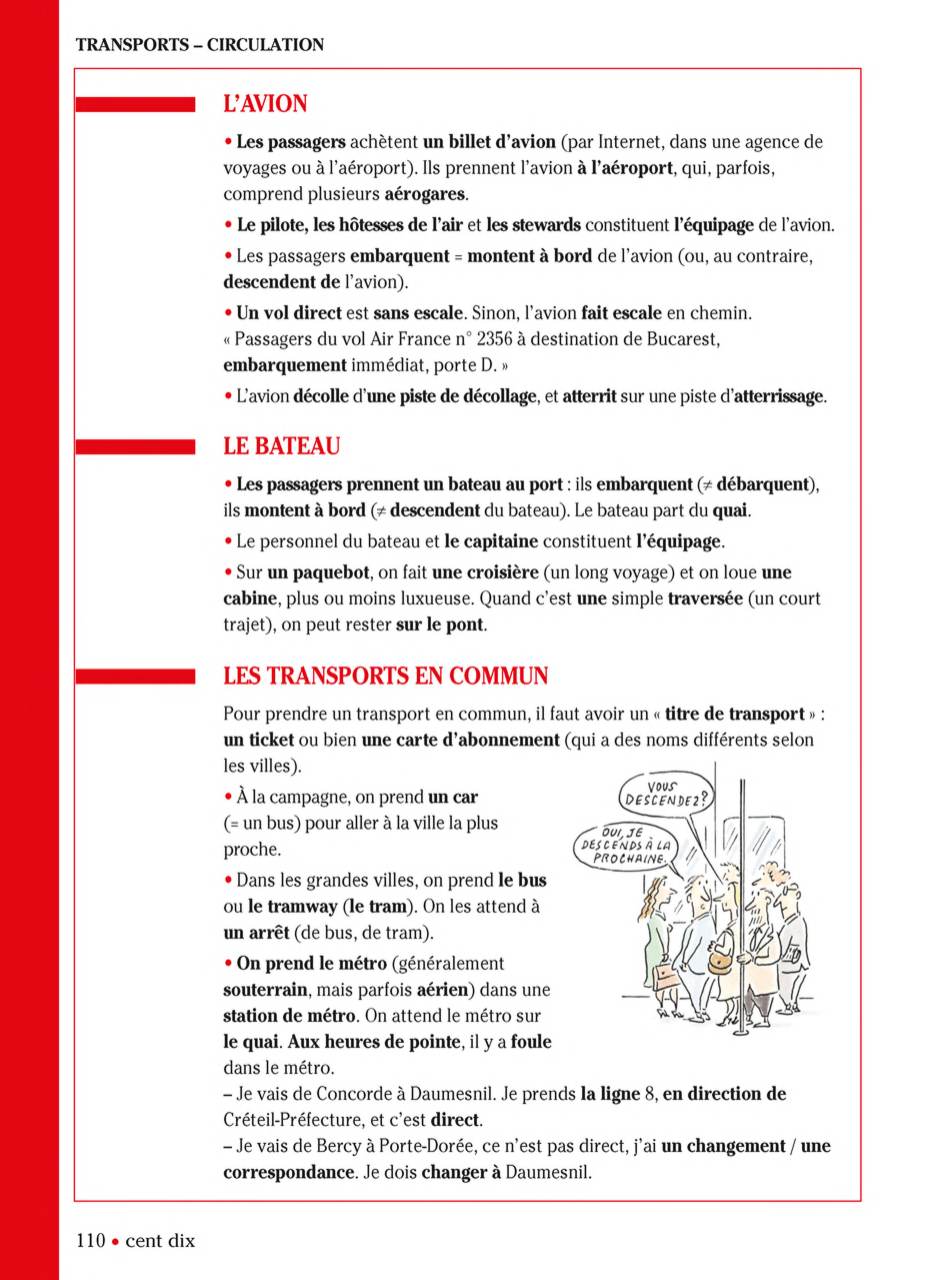 TRANSPORTS – CIRCULATION
L'AVION
• Les passagers achètent un billet d'avion (par Internet, dans une agence de
voyages ou à l'aéroport). Ils prennent l'avion à l'aéroport, qui, parfois,
comprend plusieurs aérogares.
• Le pilote, les hôtesses de l'air et les stewards constituent l'équipage de l'avion.
• Les passagers embarquent = montent à bord de l'avion (ou, au contraire,
descendent de l'avion).
• Un vol direct est sans escale. Sinon, l'avion fait escale en chemin.
« Passagers du vol Air France n° 2356 à destination de Bucarest,
embarquement immédiat, porte D. »
• L'avion décolle d'une piste de décollage, et atterrit sur une piste d'atterrissage.
LE BATEAU
• Les passagers prennent un bateau au port : ils embarquent (≠ débarquent),
ils montent à bord (≠ descendent du bateau). Le bateau part du quai.
• Le personnel du bateau et le capitaine constituent l'équipage.
• Sur un paquebot, on fait une croisière (un long voyage) et on loue une
cabine, plus ou moins luxueuse. Quand c'est une simple traversée (un court
trajet), on peut rester sur le pont.
LES TRANSPORTS EN COMMUN
Pour prendre un transport en commun, il faut avoir un « titre de transport » :
un ticket ou bien une carte d'abonnement (qui a des noms différents selon
les villes).
• À la campagne, on prend un car
(= un bus) pour aller à la ville la plus
proche.
• Dans les grandes villes, on prend le bus
ou le tramway (le tram). On les attend à
un arrêt (de bus, de tram).
• On prend le métro (généralement
souterrain, mais parfois aérien) dans une
station de métro. On attend le métro sur
le quai. Aux heures de pointe, il y a foule
dans le métro.
– Je vais de Concorde à Daumesnil. Je prends la ligne 8, en direction de
Créteil-Préfecture, et c'est direct.
– Je vais de Bercy à Porte-Dorée, ce n'est pas direct, j'ai un changement / une
correspondance. Je dois changer à Daumesnil.
VOUS
DESCENDEZ?
OUI, JE
DESCENDS À LA
PROCHAINE.
110 • cent dix